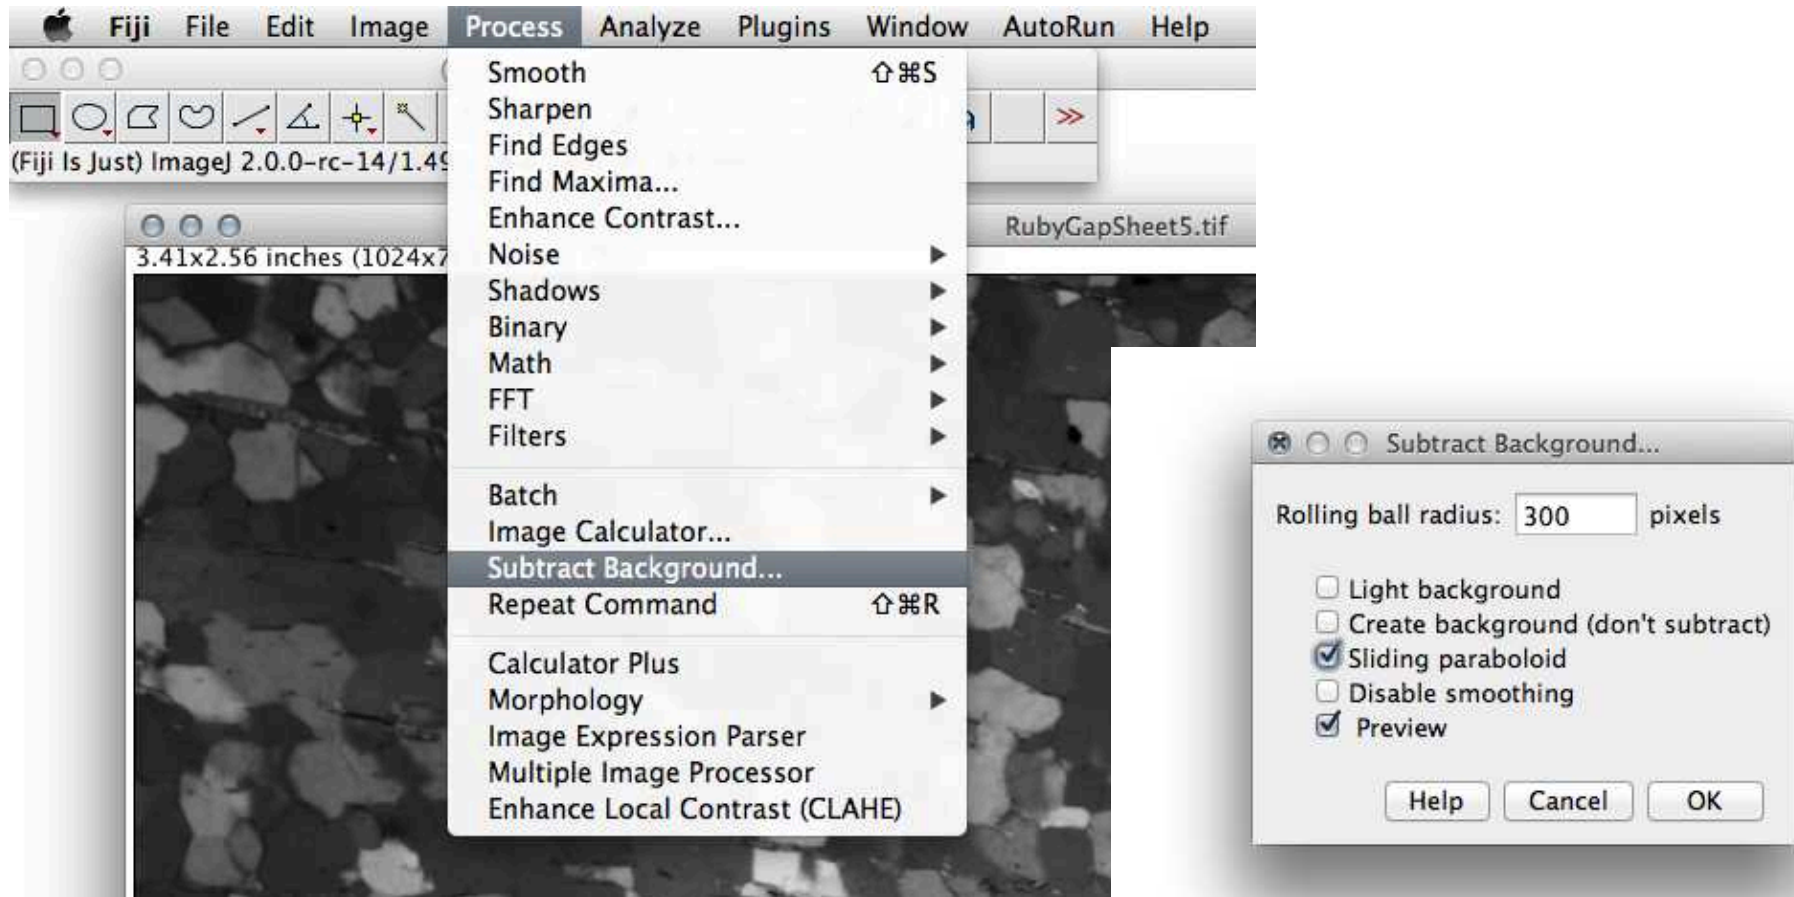 Fiji File Edit Image Process Analyze Plugins Window AutoRun Help
Smooth ⇧⌘S
Sharpen
(Fiji Is Just) ImageJ 2.0.0-rc-14/1.49
Find Edges
Find Maxima...
Enhance Contrast...
RubyGapSheet5.tif
3.41x2.56 inches (1024x7
Noise
Shadows
Binary
Math
FFT
Filters
Batch
Image Calculator...
Subtract Background...
Repeat Command ⇧⌘R
Calculator Plus
Morphology
Image Expression Parser
Multiple Image Processor
Enhance Local Contrast (CLAHE)
Subtract Background...
Rolling ball radius: 300 pixels
Light background
Create background (don't subtract)
Sliding paraboloid
Disable smoothing
Preview
Help Cancel OK